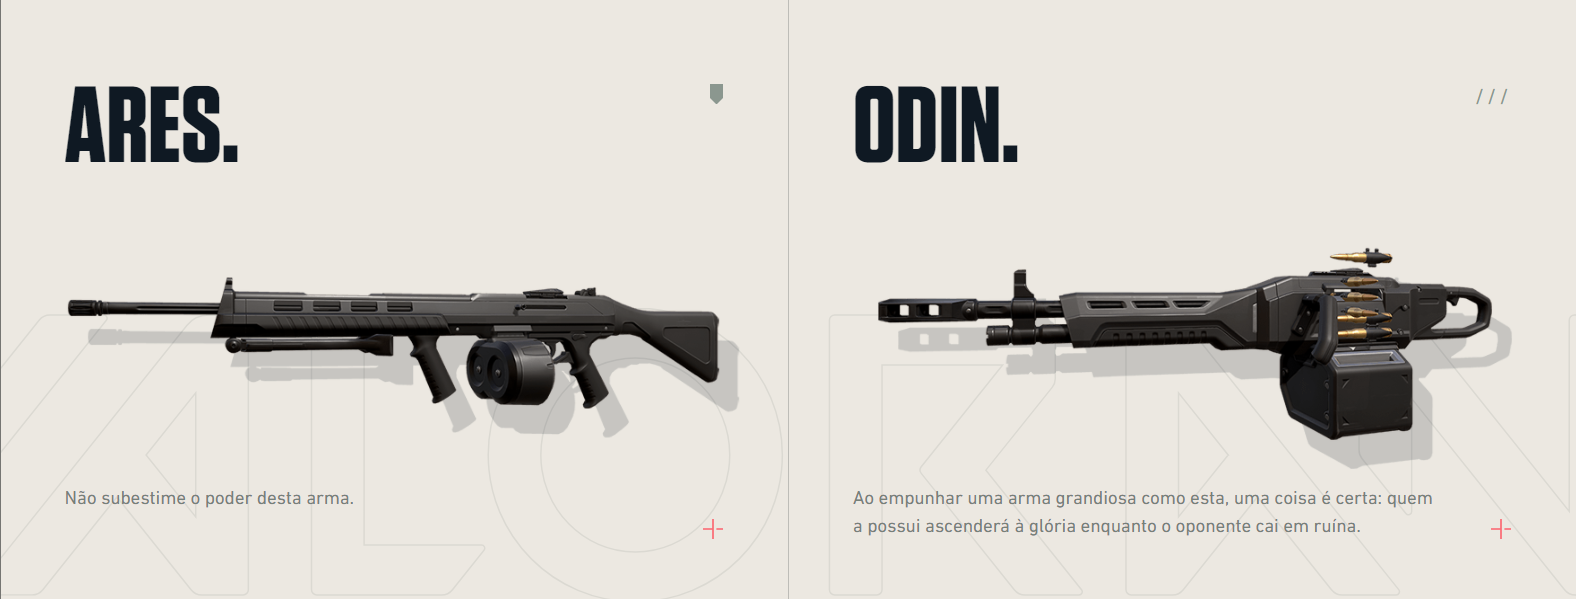 ARES.
Não subestime o poder desta arma.
ODIN.
///
Ao empunhar uma arma grandiosa como esta, uma coisa é certa: quem
a possui ascenderá à glória enquanto o oponente cai em ruína.